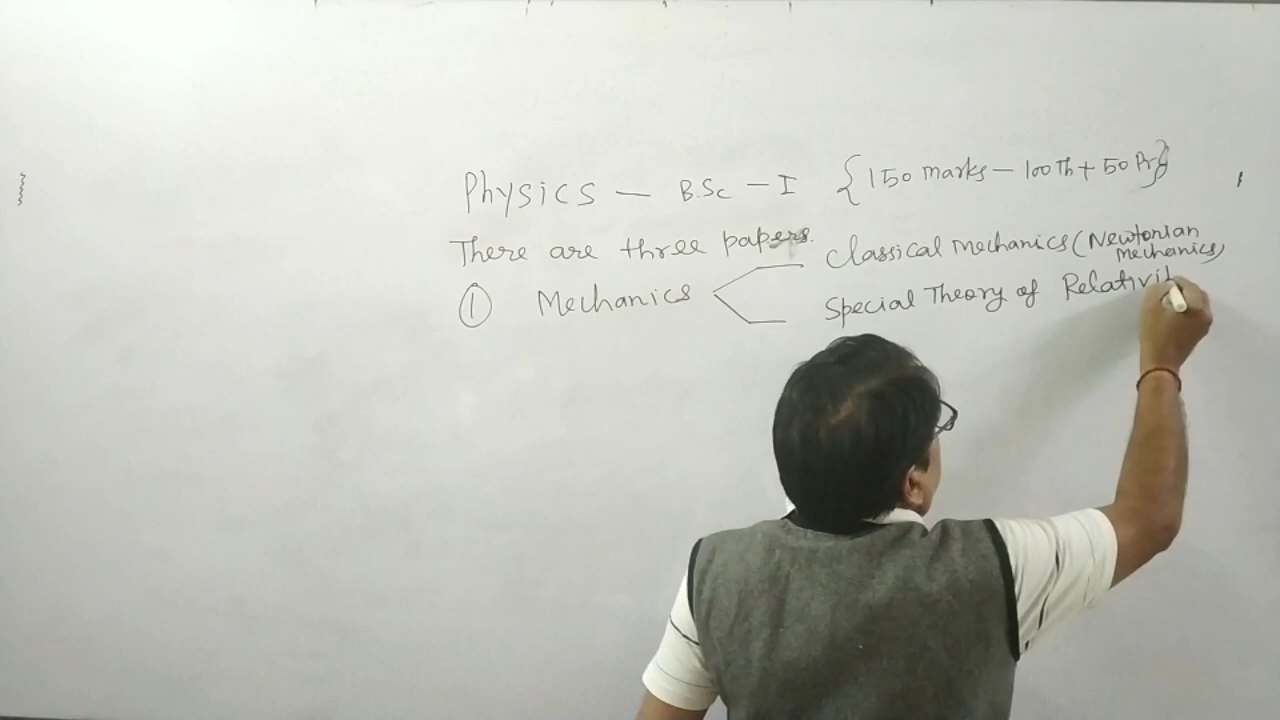 Physics — B.Sc — I {150 marks — 100 Th + 50 Pr}
There are three papers.
① Mechanics
Classical Mechanics (Newtonian
Mechanics)
Special Theory of